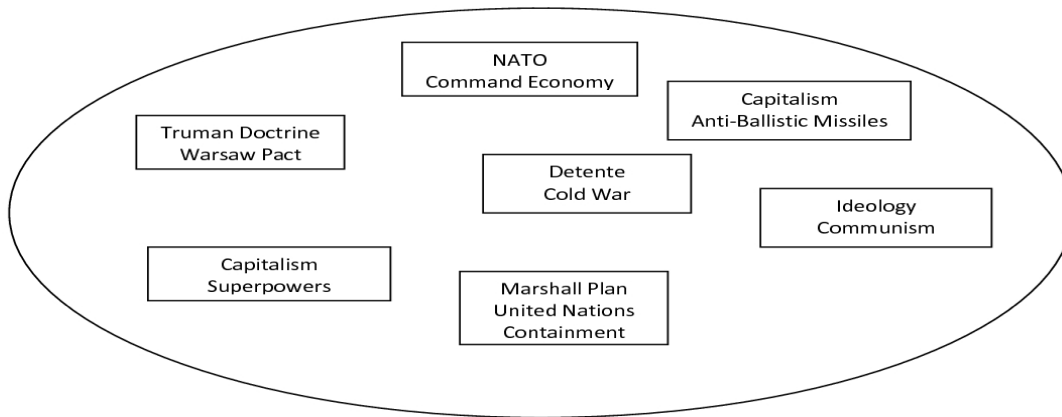 NATO
Command Economy
Capitalism
Anti-Ballistic Missiles
Truman Doctrine
Warsaw Pact
Detente
Cold War
Ideology
Communism
Capitalism
Superpowers
Marshall Plan
United Nations
Containment